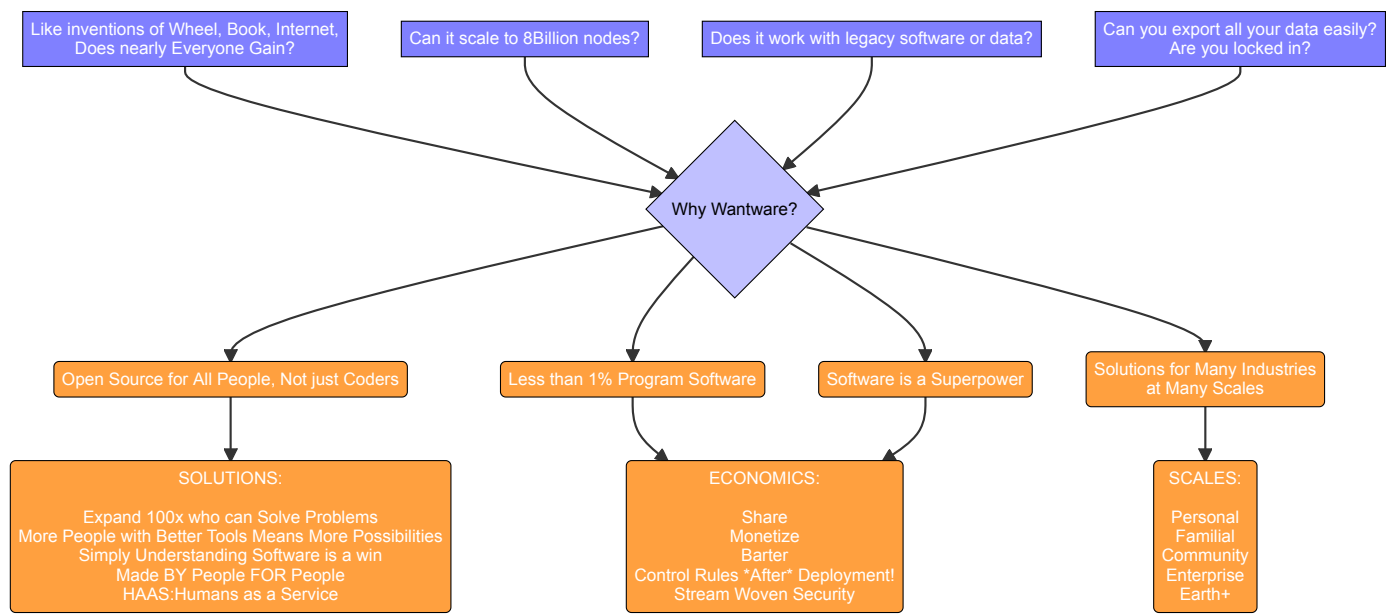 Like inventions of Wheel, Book, Internet,
Does nearly Everyone Gain?
Can it scale to 8Billion nodes?
Does it work with legacy software or data?
Can you export all your data easily?
Are you locked in?
Why Wantware?
Open Source for All People, Not just Coders
Less than 1% Program Software
Software is a Superpower
Solutions for Many Industries
at Many Scales
SOLUTIONS:
Expand 100x who can Solve Problems
More People with Better Tools Means More Possibilities
Simply Understanding Software is a win
Made BY People FOR People
HAAS:Humans as a Service
ECONOMICS:
Share
Monetize
Barter
Control Rules *After* Deployment!
Stream Woven Security
SCALES:
Personal
Familial
Community
Enterprise
Earth+